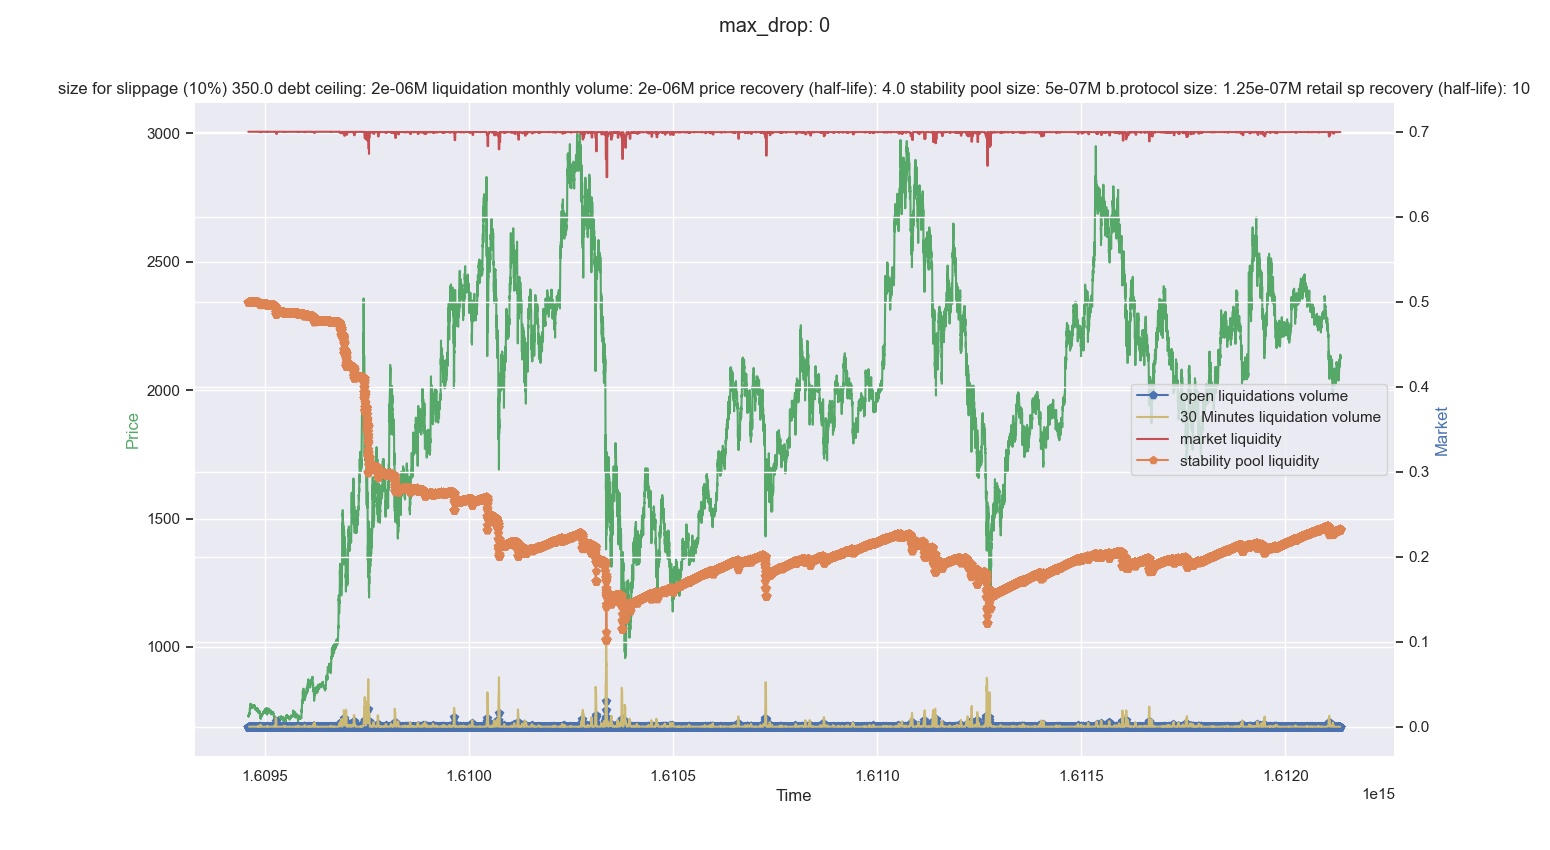 max_drop: 0
size for slippage (10%) 350.0 debt ceiling: 2e-06M liquidation monthly volume: 2e-06M price recovery (half-life): 4.0 stability pool size: 5e-07M b.protocol size: 1.25e-07M retail sp recovery (half-life): 10
3000
2500
2000
1500
1000
Price
0.7
0.6
0.5
0.4
0.3
0.2
0.1
0.0
Market
open liquidations volume
30 Minutes liquidation volume
market liquidity
stability pool liquidity
1.6095 1.6100 1.6105 1.6110 1.6115 1.6120
Time
1e15